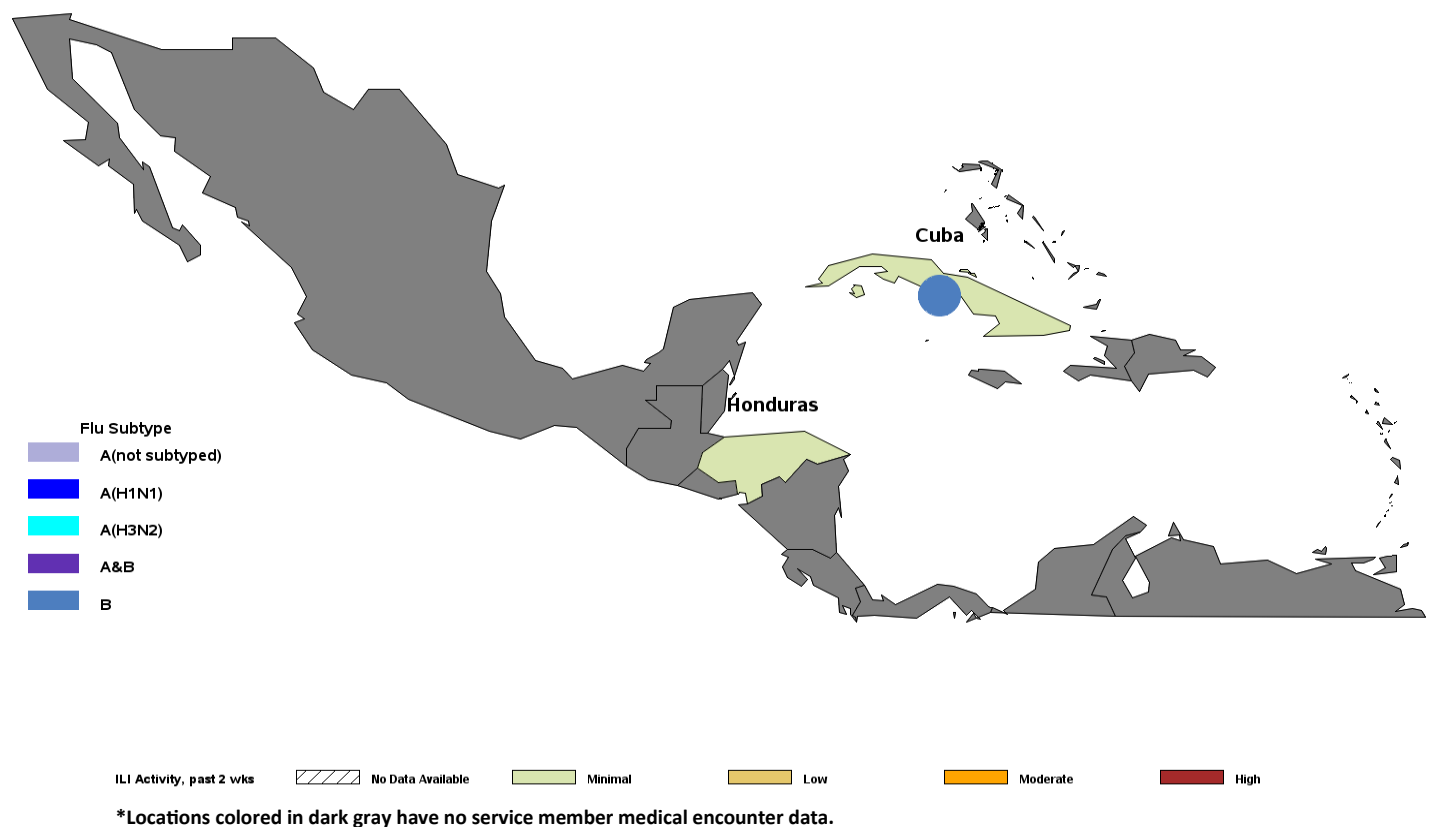 Cuba
Honduras
Flu Subtype
A(not subtyped)
A(H1N1)
A(H3N2)
A&B
B
ILI Activity, past 2 wks No Data Available Minimal Low Moderate High
*Locations colored in dark gray have no service member medical encounter data.